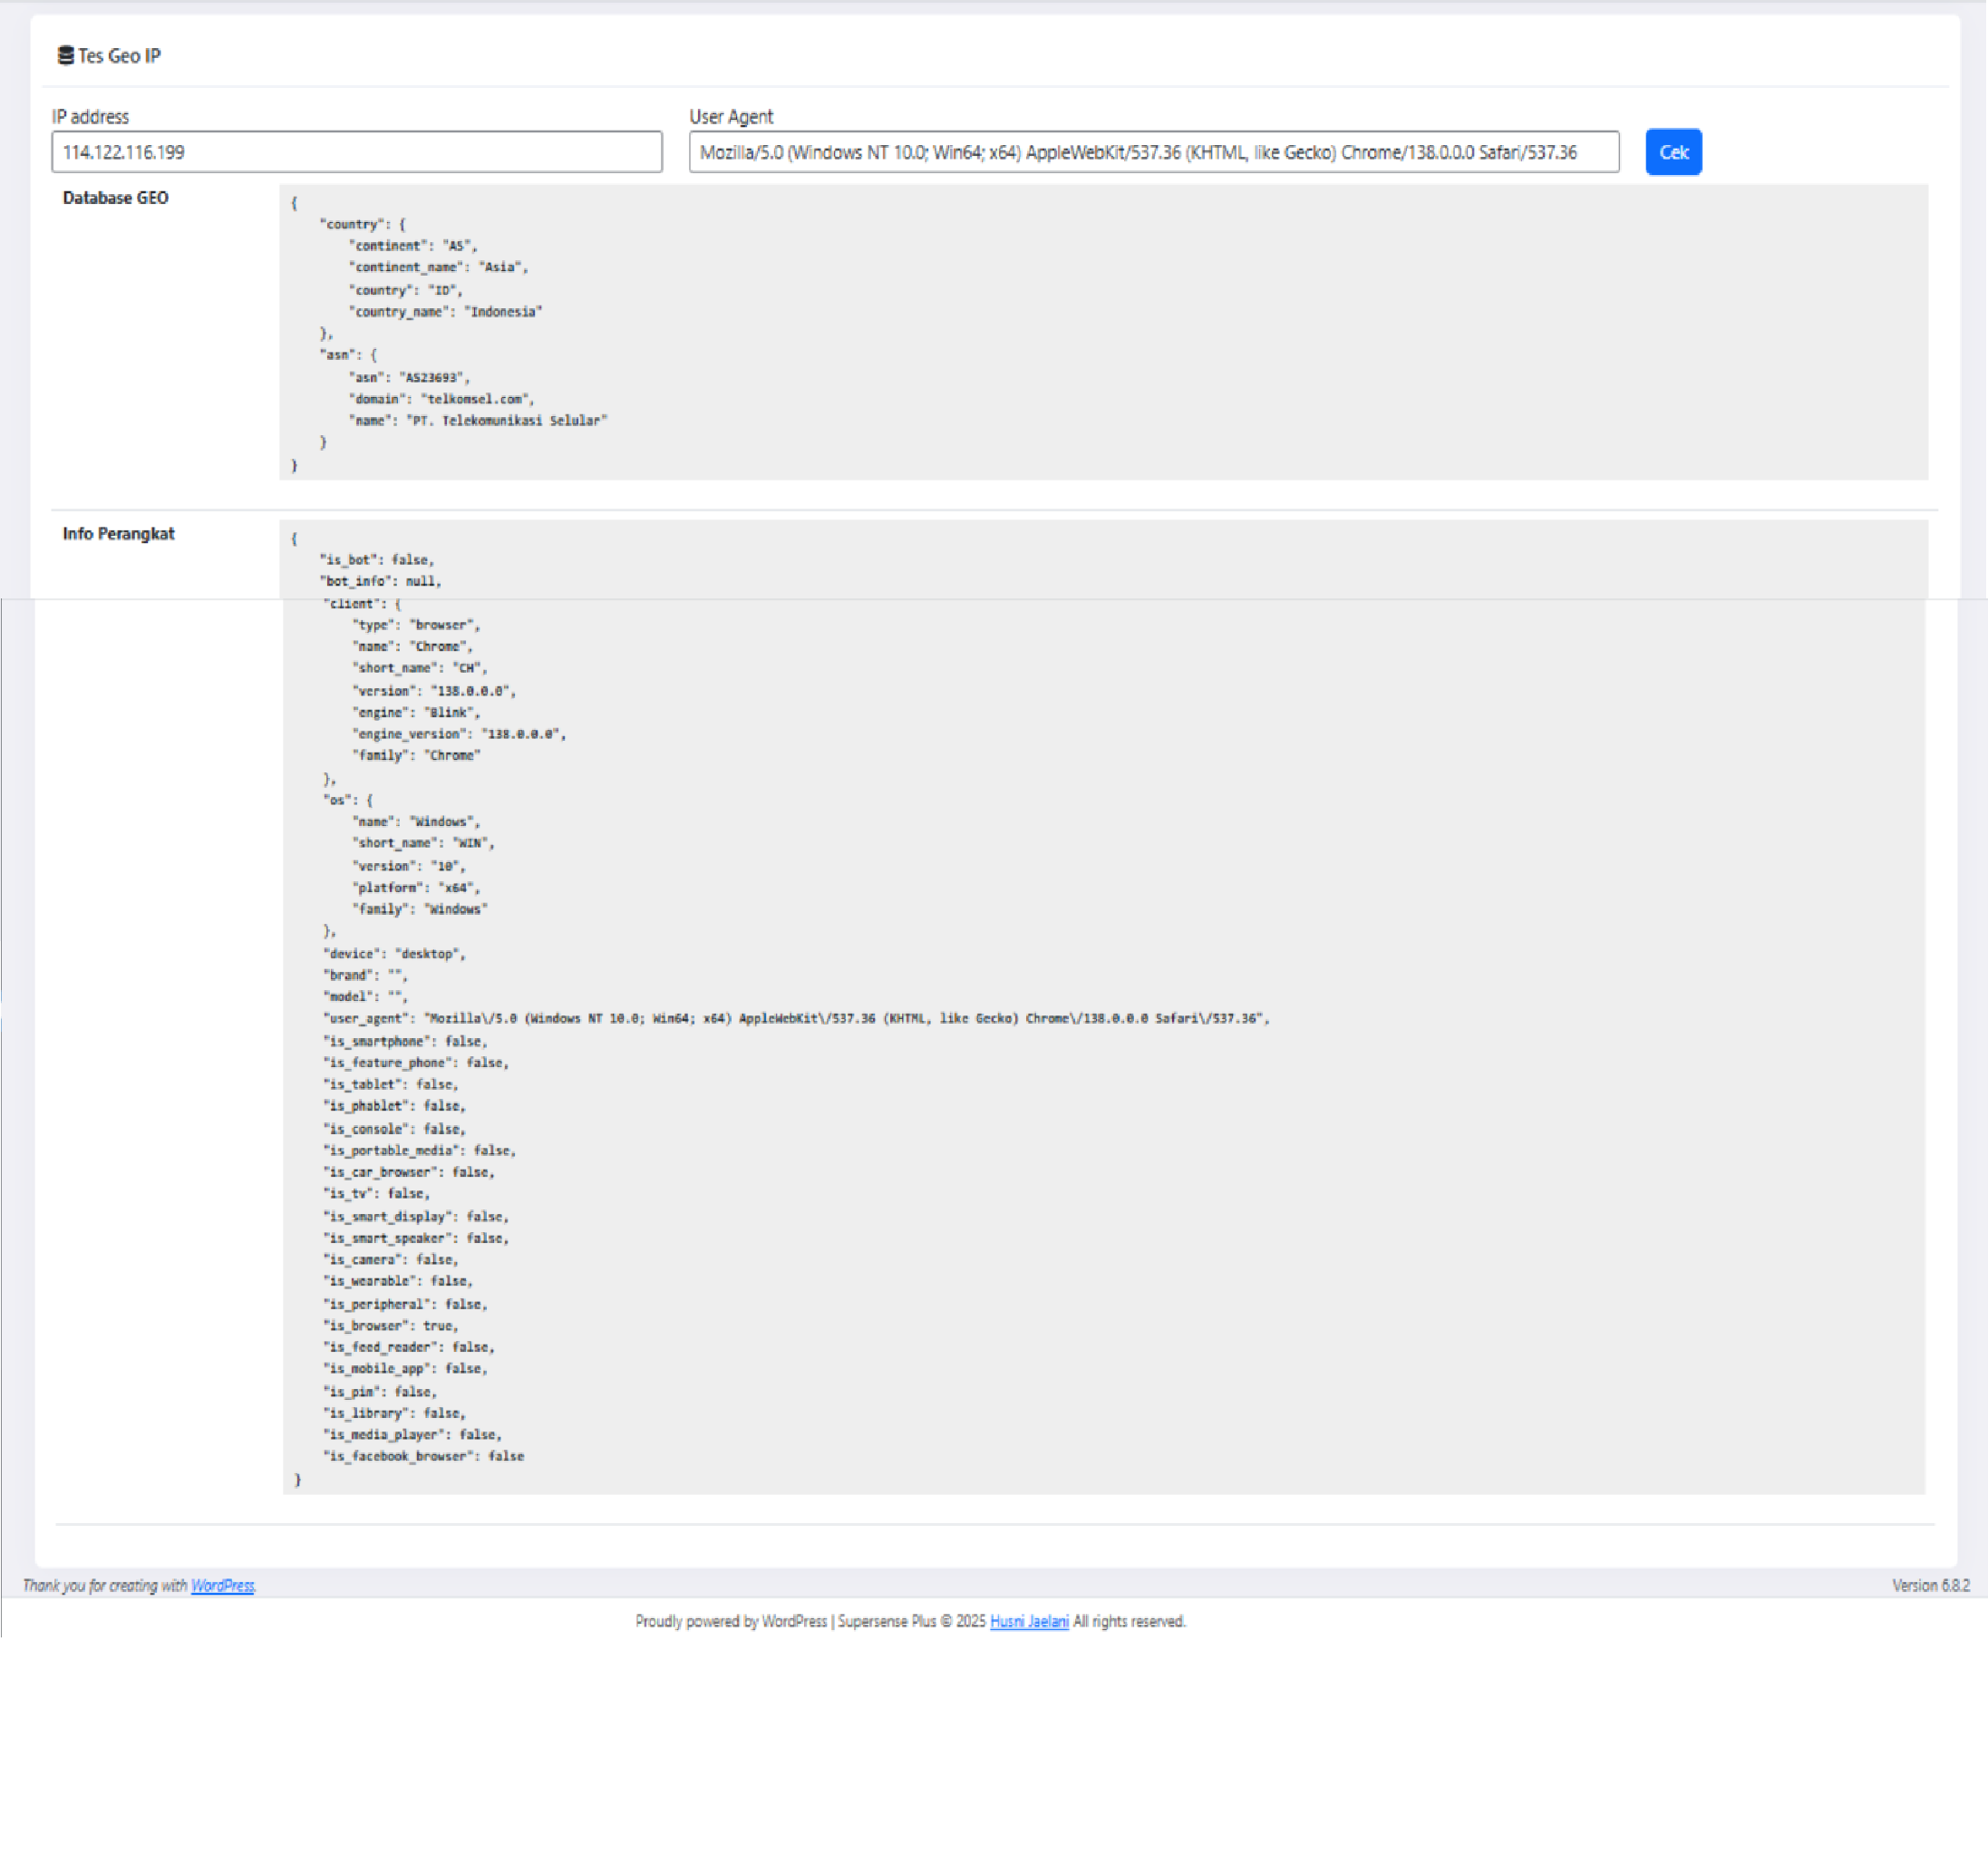 Tes Geo IP
IP address
User Agent
114.122.116.199
Mozilla/5.0 (Windows NT 10.0; Win64; x64) AppleWebKit/537.36 (KHTML, like Gecko) Chrome/138.0.0.0 Safari/537.36
Cek
Database GEO
{
"country": {
"continent": "AS",
"continent_name": "Asia",
"country": "ID",
"country_name": "Indonesia"
},
"asn": {
"asn": "AS23693",
"domain": "telkomsel.com",
"name": "PT. Telekomunikasi Selular"
}
}
Info Perangkat
{
"is_bot": false,
"bot_info": null,
"client": {
"type": "browser",
"name": "Chrome",
"short_name": "CH",
"version": "138.0.0.0",
"engine": "Blink",
"engine_version": "138.0.0.0",
"family": "Chrome"
},
"os": {
"name": "Windows",
"short_name": "WIN",
"version": "10",
"platform": "x64",
"family": "Windows"
},
"device": "desktop",
"brand": "",
"model": "",
"user_agent": "Mozilla\/5.0 (Windows NT 10.0; Win64; x64) AppleWebKit\/537.36 (KHTML, like Gecko) Chrome\/138.0.0.0 Safari\/537.36",
"is_smartphone": false,
"is_feature_phone": false,
"is_tablet": false,
"is_phablet": false,
"is_console": false,
"is_portable_media": false,
"is_car_browser": false,
"is_tv": false,
"is_smart_display": false,
"is_smart_speaker": false,
"is_camera": false,
"is_wearable": false,
"is_peripheral": false,
"is_browser": true,
"is_feed_reader": false,
"is_mobile_app": false,
"is_pim": false,
"is_library": false,
"is_media_player": false,
"is_facebook_browser": false
}
Thank you for creating with WordPress.
Version 6.8.2
Proudly powered by WordPress | Supersense Plus © 2025 Husni Jaelani All rights reserved.